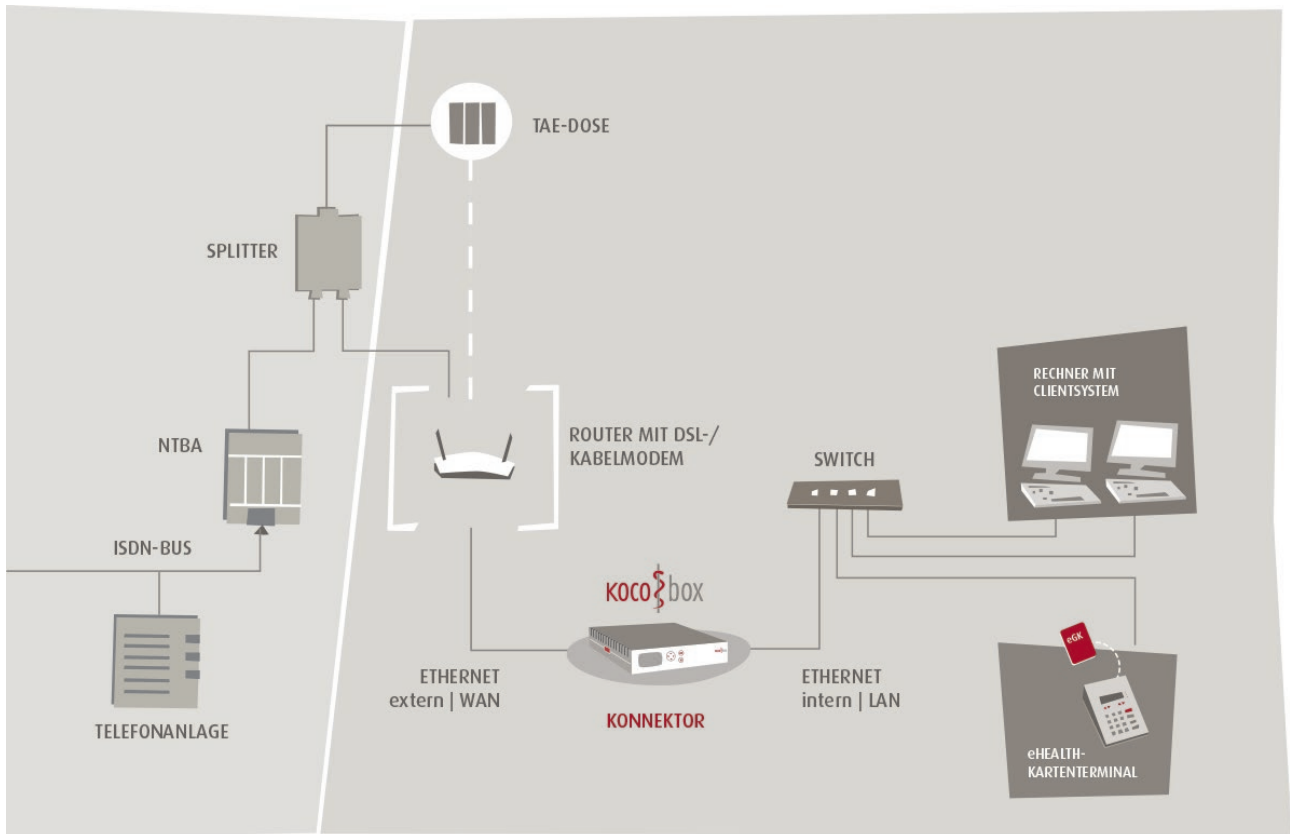 TAE-DOSE
SPLITTER
NTBA
ISDN-BUS
TELEFONANLAGE
ROUTER MIT DSL-/
KABELMODEM
SWITCH
RECHNER MIT
CLIENTSYSTEM
KOCO box
ETHERNET
extern | WAN
KONNEKTOR
ETHERNET
intern | LAN
eGK
eHEALTH-
KARTENTERMINAL